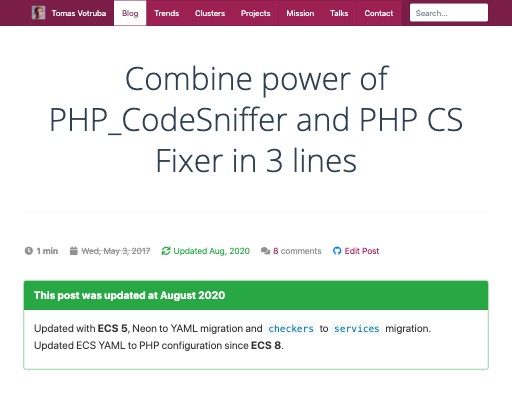 Tomas Votruba Blog Trends Clusters Projects Mission Talks Contact Search...
Combine power of
PHP_CodeSniffer and PHP CS
Fixer in 3 lines
1 min Wed, May 3, 2017 Updated Aug, 2020 8 comments Edit Post
This post was updated at August 2020
Updated with ECS 5, Neon to YAML migration and checkers to services migration.
Updated ECS YAML to PHP configuration since ECS 8.